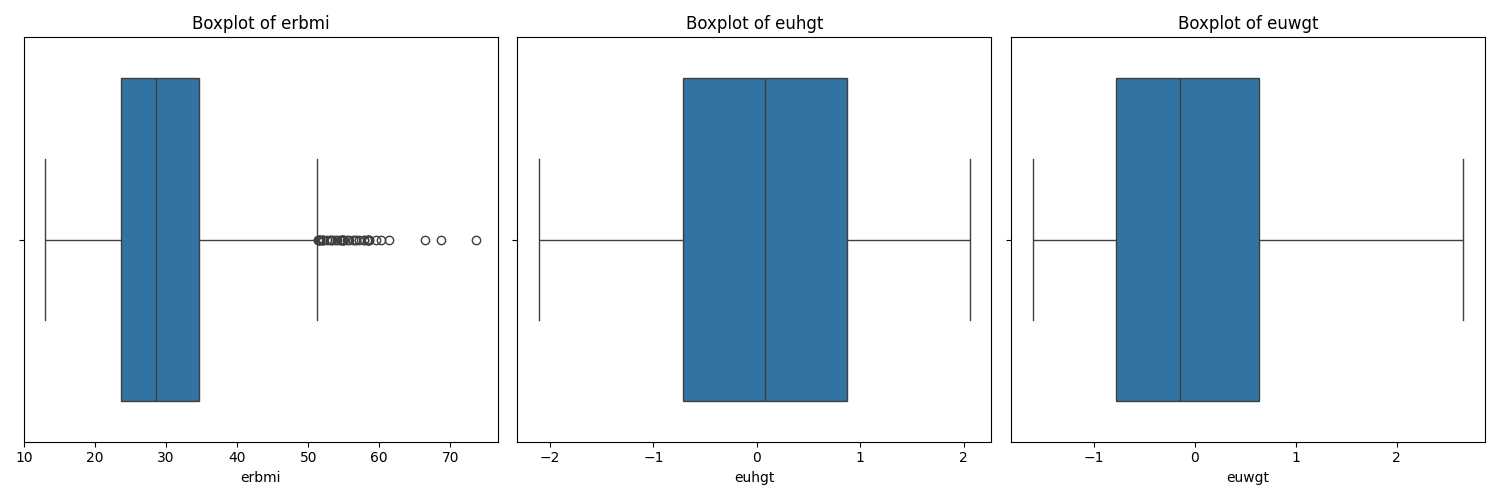 Boxplot of erbmi
10 20 30 40 50 60 70
erbmi
Boxplot of euhgt
−2 −1 0 1 2
euhgt
Boxplot of euwgt
−1 0 1 2
euwgt